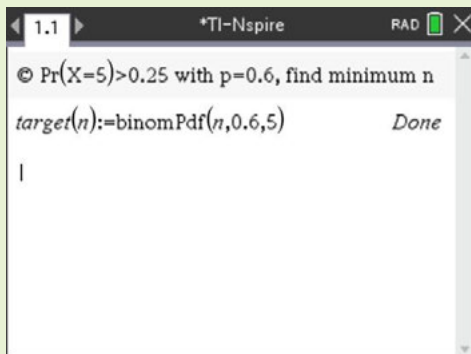 1.1 *TI-Nspire RAD
© Pr(X=5)>0.25 with p=0.6, find minimum n
target(n):=binomPdf(n,0.6,5) Done